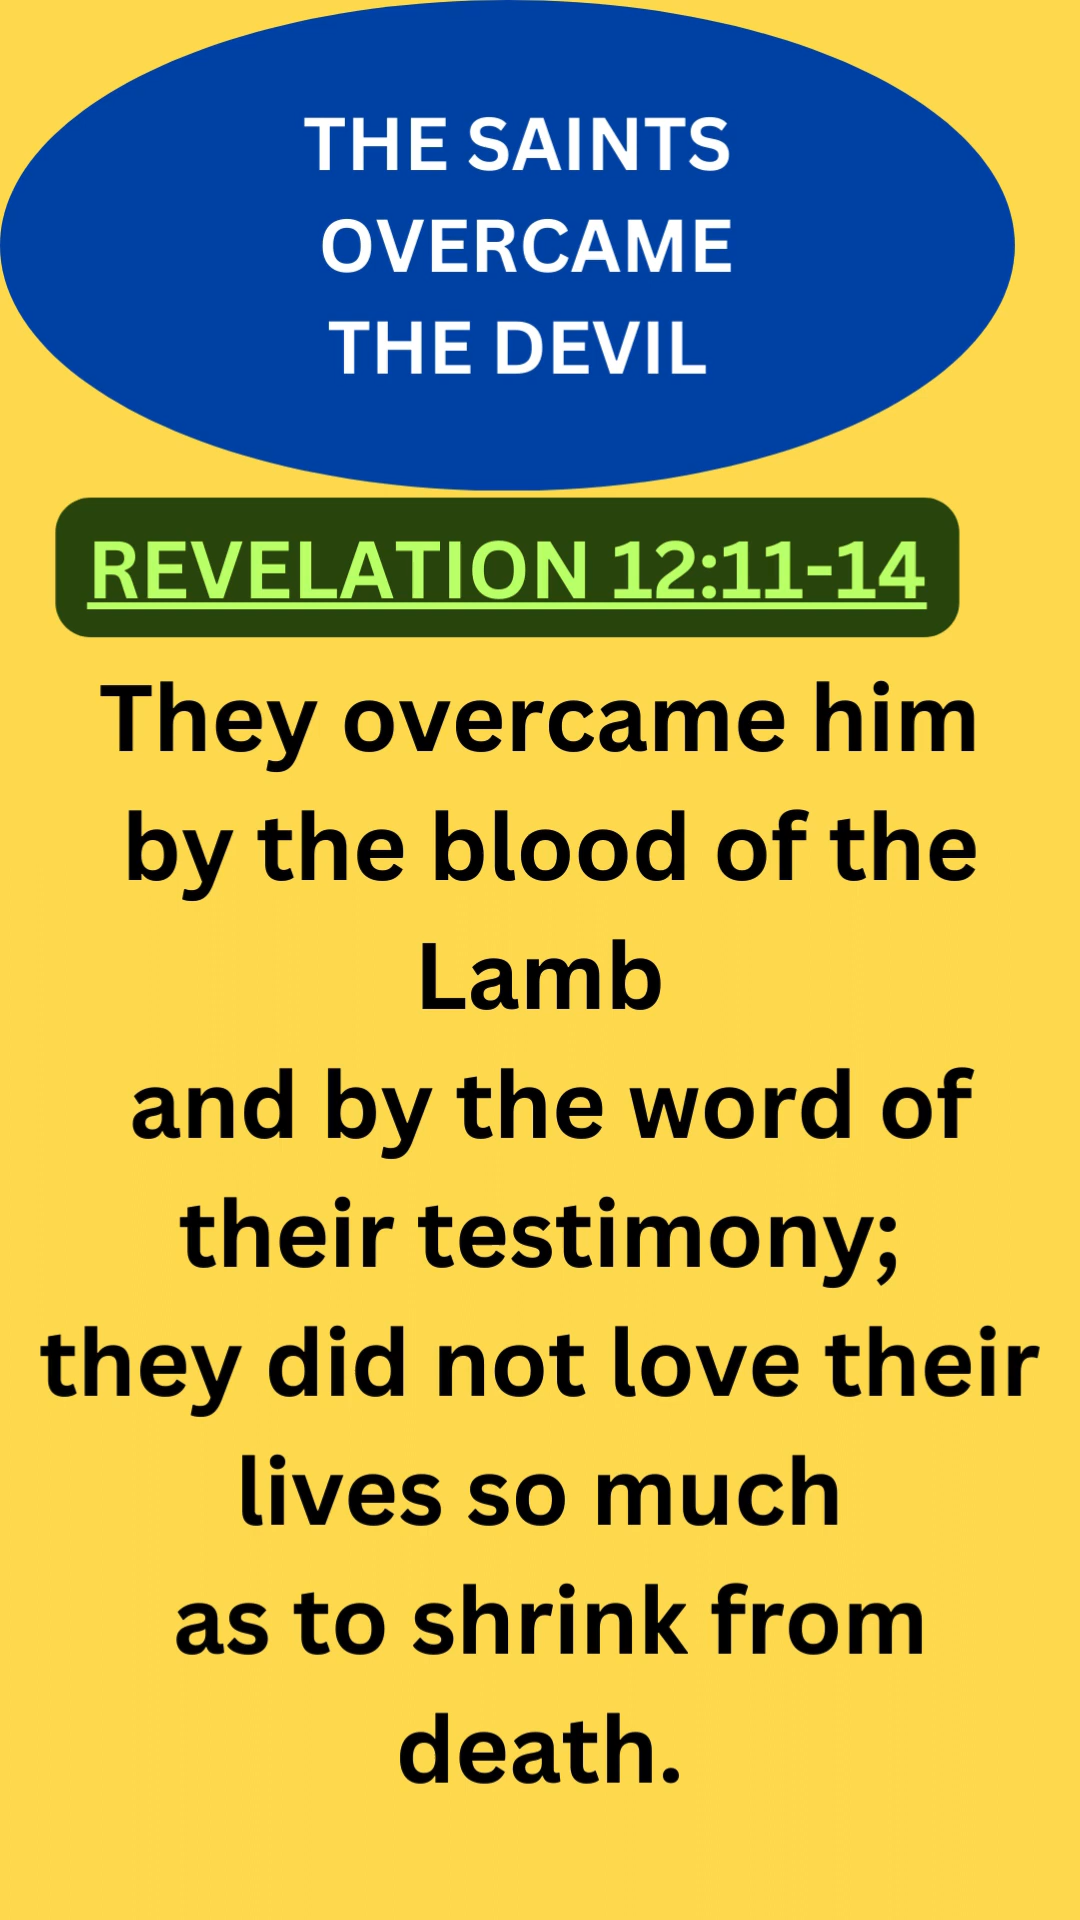 THE SAINTS
OVERCAME
THE DEVIL
REVELATION 12:11-14
They overcame him
by the blood of the
Lamb
and by the word of
their testimony;
they did not love their
lives so much
as to shrink from
death.